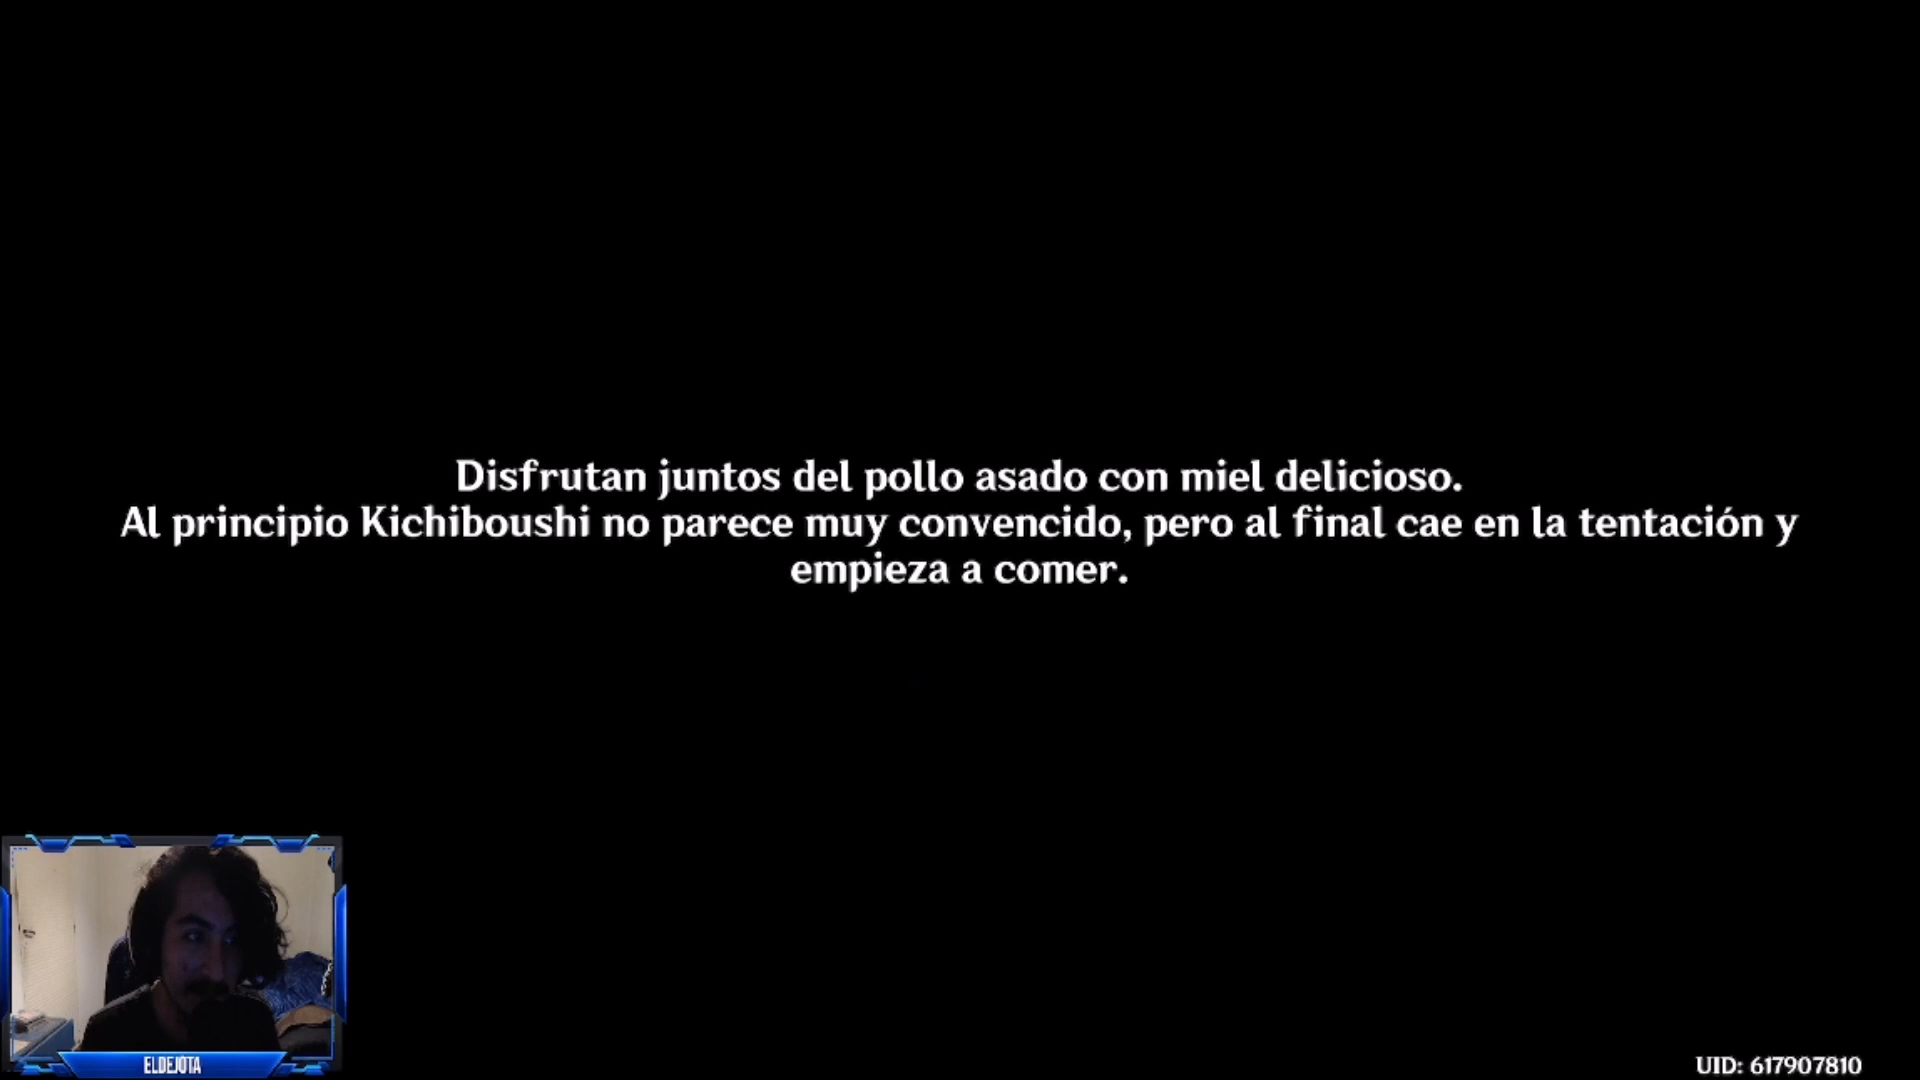 Disfrutan juntos del pollo asado con miel delicioso.
Al principio Kichiboushi no parece muy convencido, pero al final cae en la tentación y
empieza a comer.
ELDEJOTA
UID: 617907810